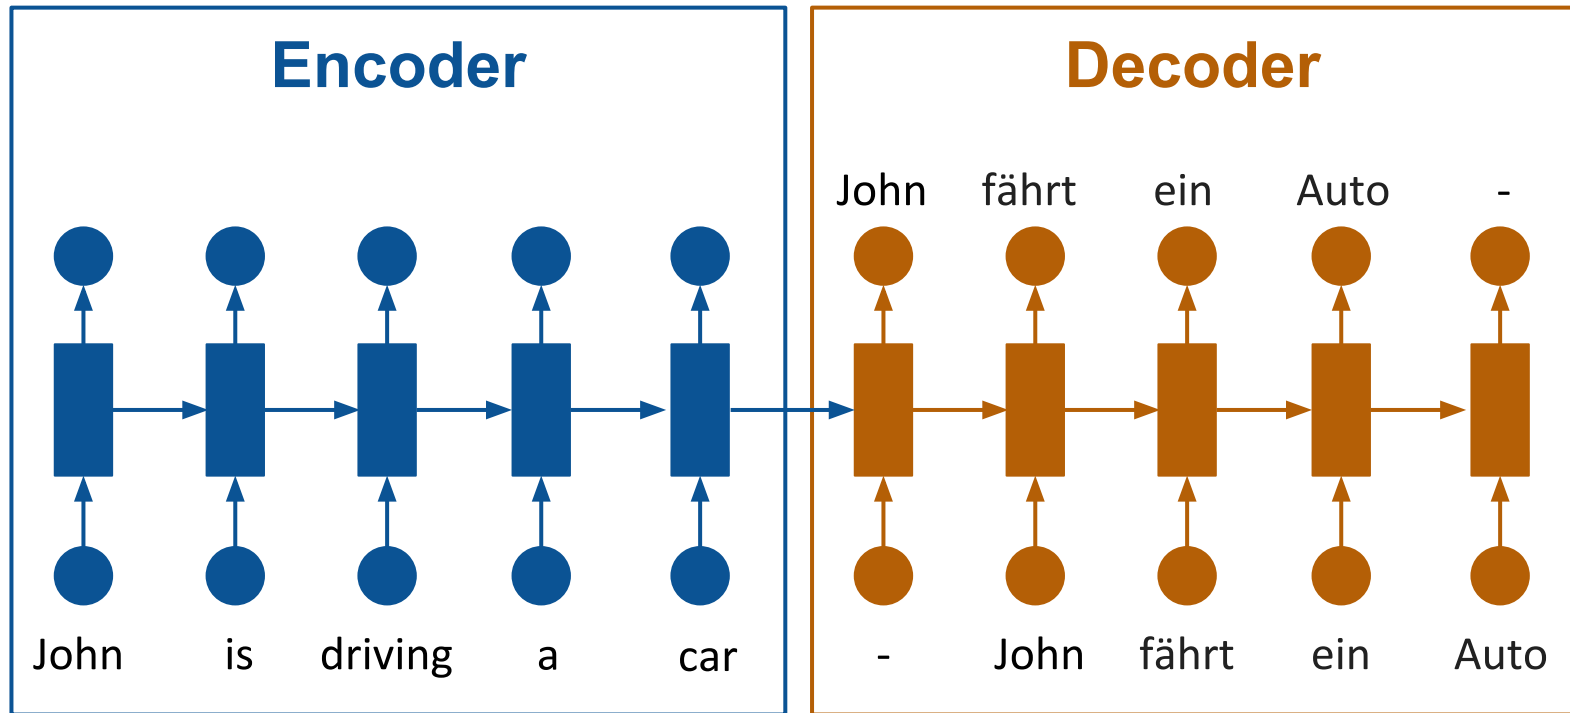 Encoder
John is driving a car
Decoder
John fährt ein Auto -
- John fährt ein Auto